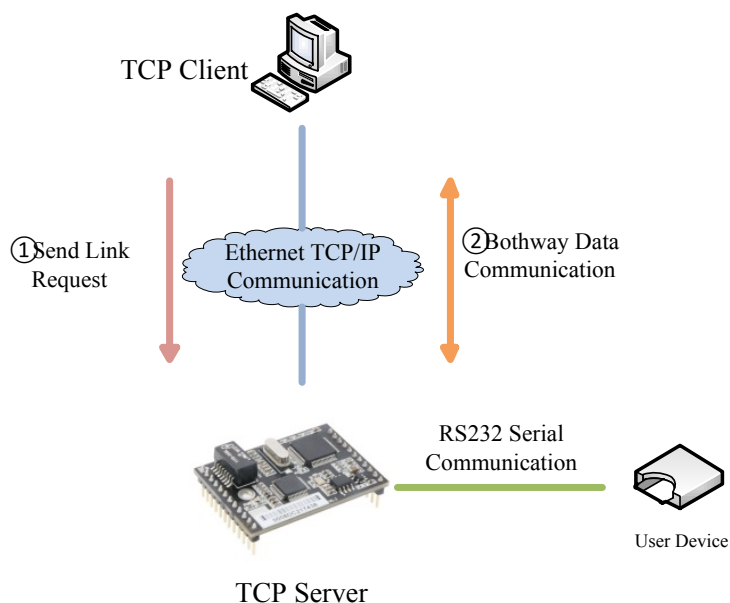 TCP Client
①Send Link
Request
Ethernet TCP/IP
Communication
②Bothway Data
Communication
RS232 Serial
Communication
User Device
TCP Server